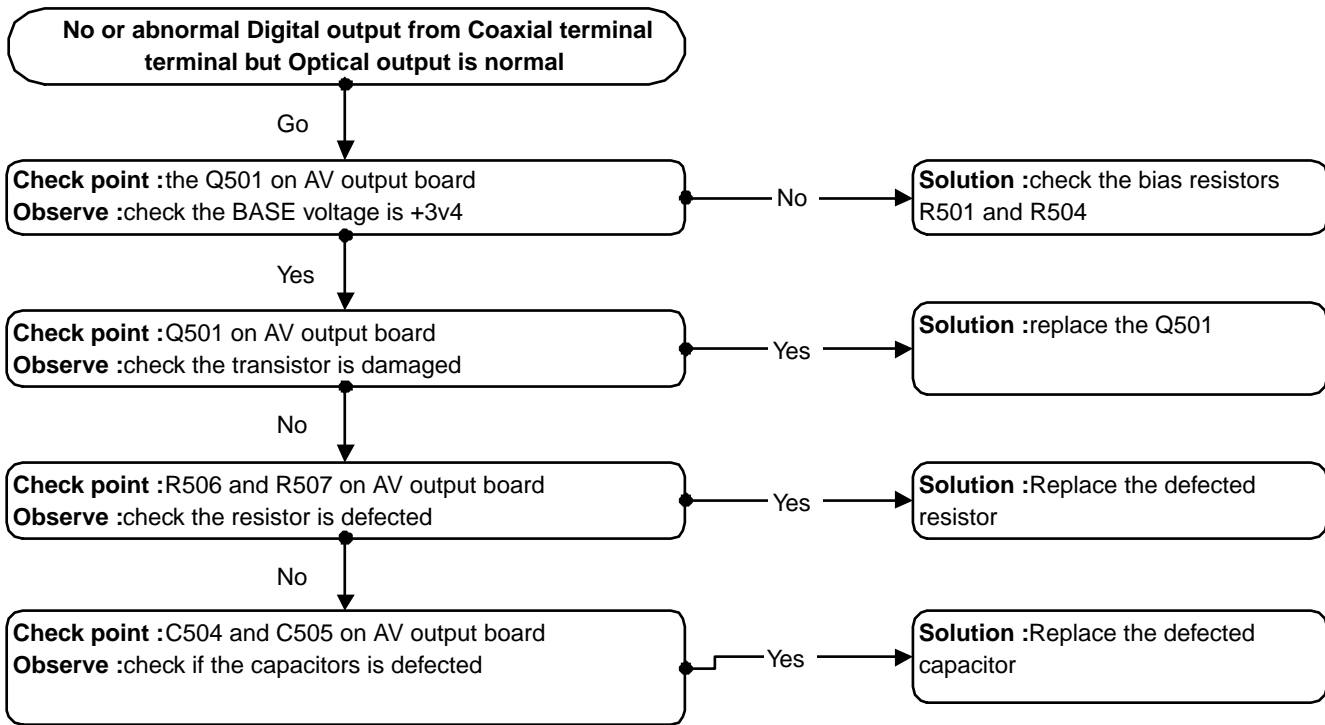 No or abnormal Digital output from Coaxial terminal
terminal but Optical output is normal
Go
Check point :the Q501 on AV output board
Observe :check the BASE voltage is +3v4
No
Solution :check the bias resistors
R501 and R504
Yes
Check point :Q501 on AV output board
Observe :check the transistor is damaged
Yes
Solution :replace the Q501
No
Check point :R506 and R507 on AV output board
Observe :check the resistor is defected
Yes
Solution :Replace the defected
resistor
No
Check point :C504 and C505 on AV output board
Observe :check if the capacitors is defected
Yes
Solution :Replace the defected
capacitor